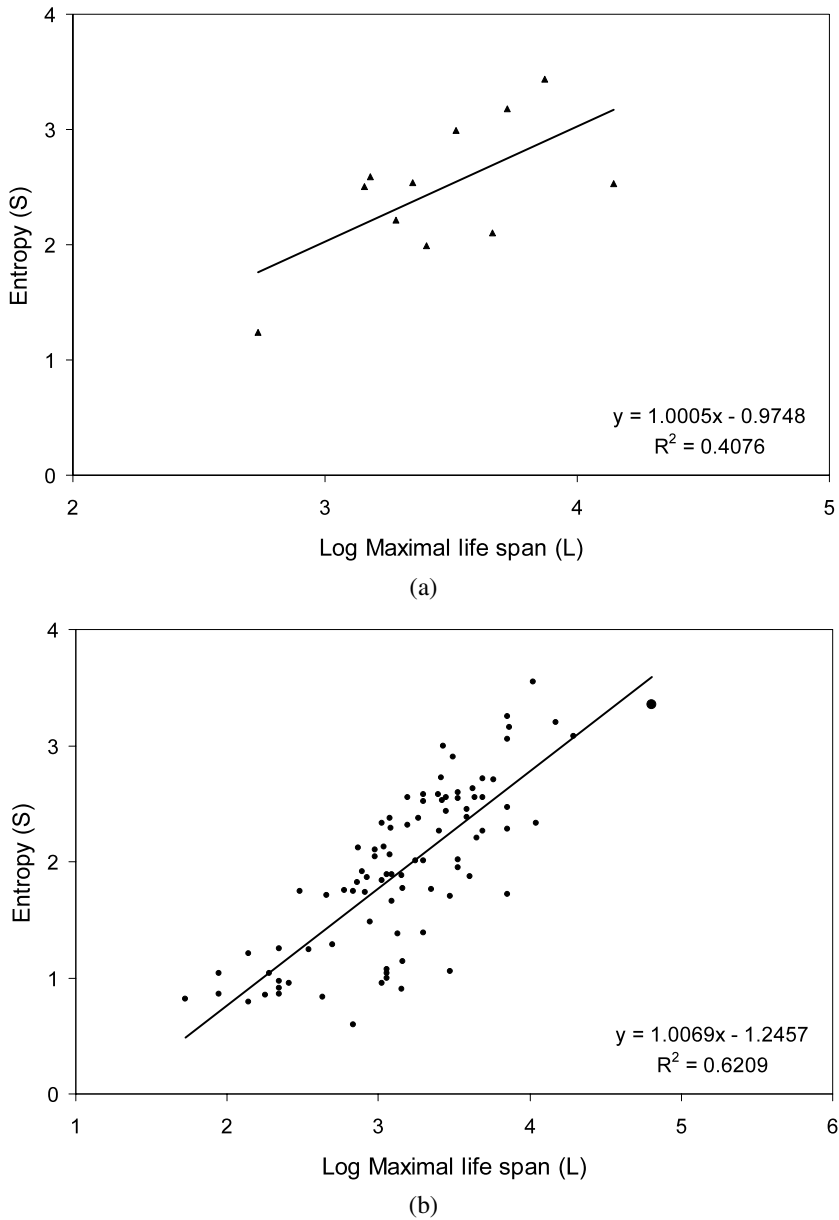 4
3
2
1
0
Entropy (S)
y = 1.0005x - 0.9748
R² = 0.4076
2 3 4 5
Log Maximal life span (L)
(a)
4
3
2
1
0
Entropy (S)
y = 1.0069x - 1.2457
R² = 0.6209
1 2 3 4 5 6
Log Maximal life span (L)
(b)